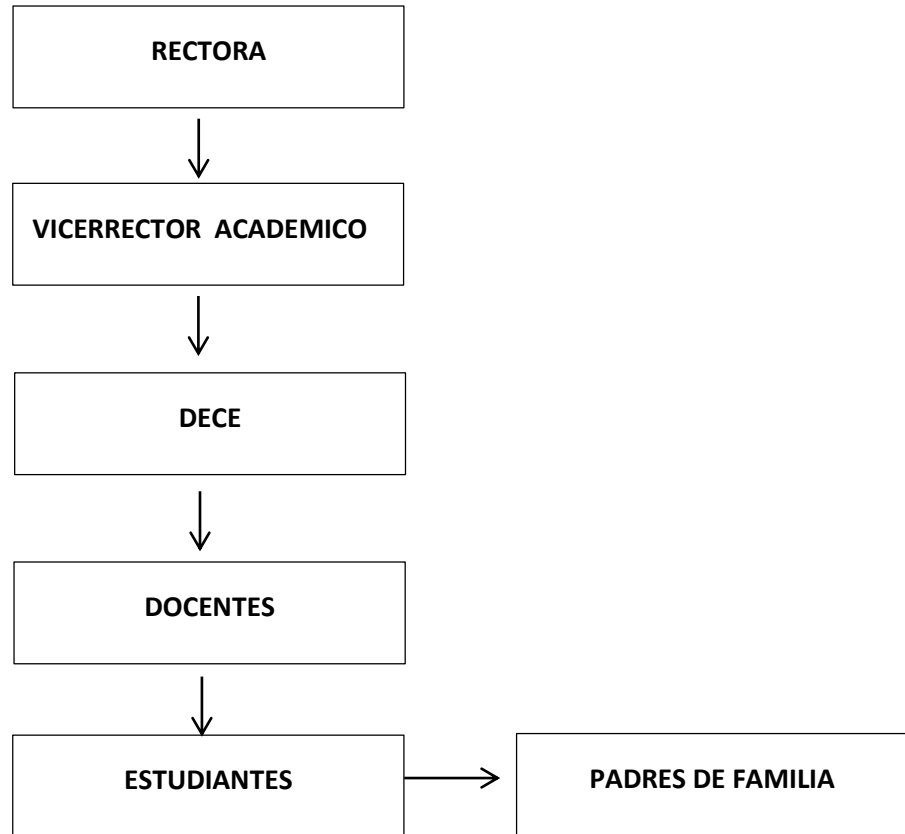 RECTORA
VICERRECTOR ACADEMICO
DECE
DOCENTES
ESTUDIANTES
PADRES DE FAMILIA